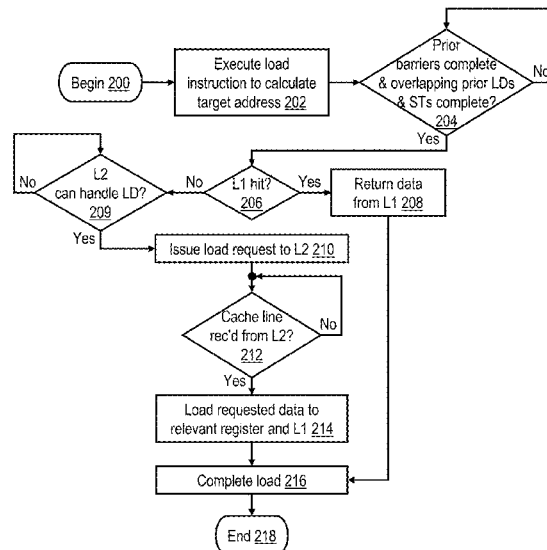 Begin 200
Execute load
instruction to calculate
target address 202
Prior
barriers complete
& overlapping prior LDs
& STs complete?
204
No
Yes
L2
can handle LD?
209
No
Yes
L1 hit?
206
No
Yes
Return data
from L1 208
Issue load request to L2 210
Cache line
rec'd from L2?
212
No
Yes
Load requested data to
relevant register and L1 214
Complete load 216
End 218